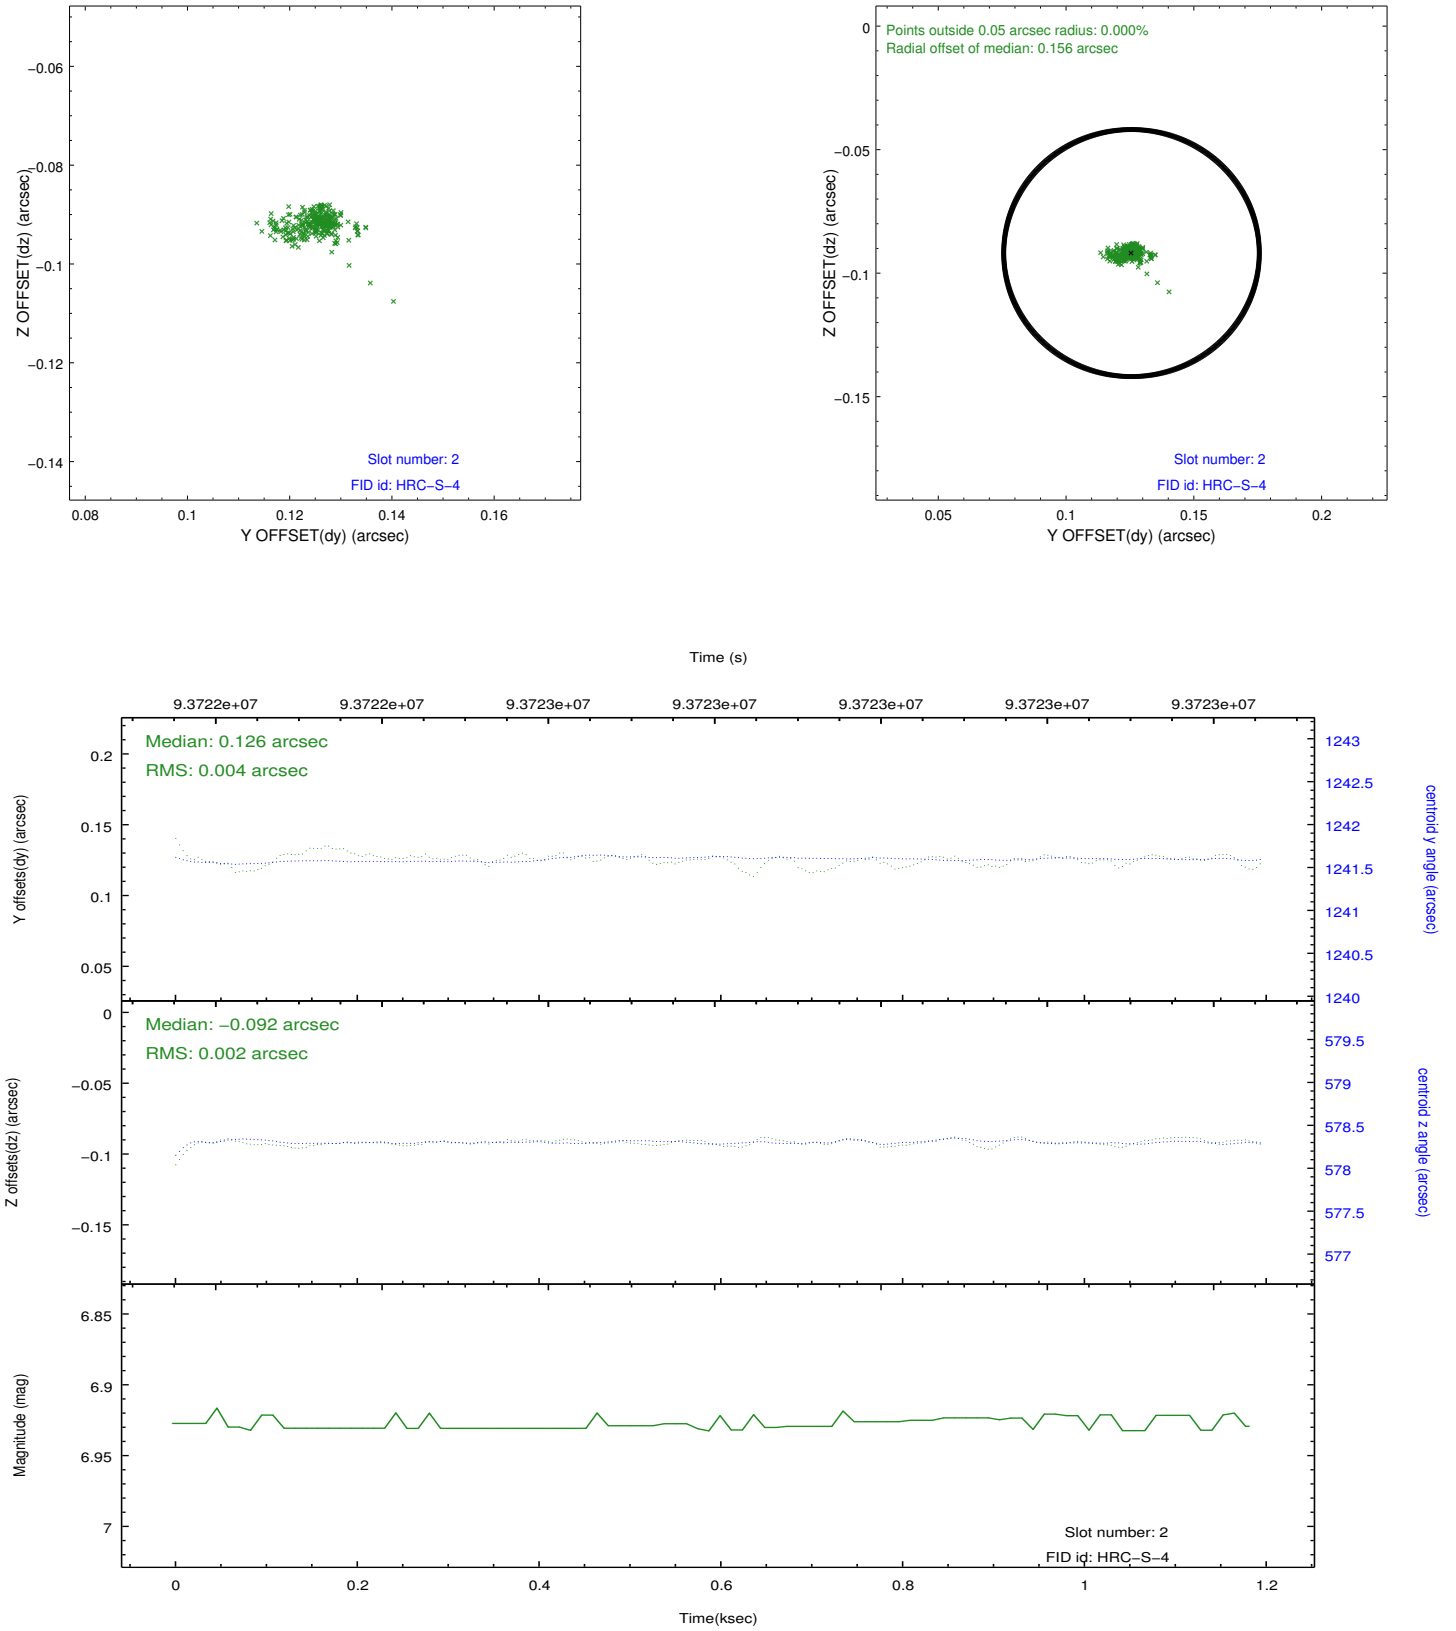 −0.06
−0.08
−0.1
−0.12
−0.14
Z OFFSET(dz) (arcsec)
Slot number: 2
FID id: HRC−S−4
0.08 0.1 0.12 0.14 0.16
Y OFFSET(dy) (arcsec)
Points outside 0.05 arcsec radius: 0.000%
Radial offset of median: 0.156 arcsec
0
−0.05
−0.1
−0.15
Z OFFSET(dz) (arcsec)
Slot number: 2
FID id: HRC−S−4
0.05 0.1 0.15 0.2
Y OFFSET(dy) (arcsec)
Time (s)
9.3722e+07 9.3722e+07 9.3723e+07 9.3723e+07 9.3723e+07 9.3723e+07 9.3723e+07
Median: 0.126 arcsec
RMS: 0.004 arcsec
0.2
0.15
0.1
0.05
Y offsets(dy) (arcsec)
1243
1242.5
1242
1241.5
1241
1240.5
1240
centroid y angle (arcsec)
Median: −0.092 arcsec
RMS: 0.002 arcsec
0
−0.05
−0.1
−0.15
Z offsets(dz) (arcsec)
579.5
579
578.5
578
577.5
577
centroid z angle (arcsec)
6.85
6.9
6.95
7
Magnitude (mag)
Slot number: 2
FID id: HRC−S−4
0 0.2 0.4 0.6 0.8 1 1.2
Time(ksec)